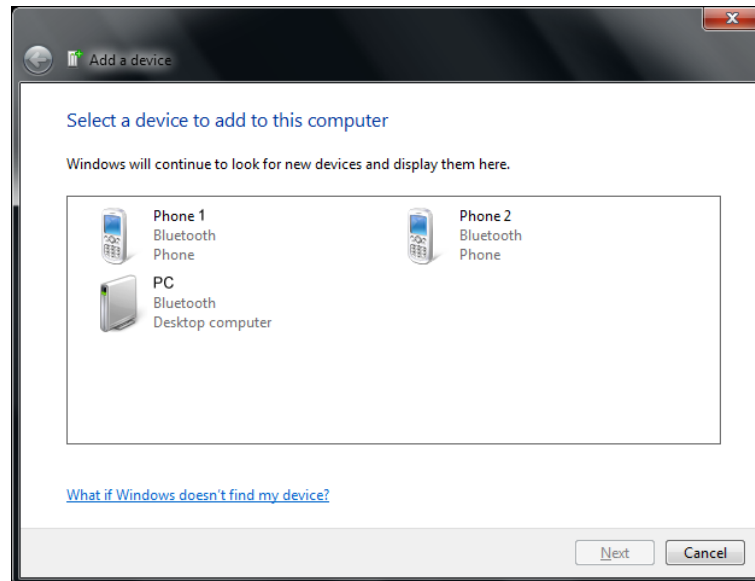 Add a device
Select a device to add to this computer
Windows will continue to look for new devices and display them here.
Phone 1
Bluetooth
Phone
Phone 2
Bluetooth
Phone
PC
Bluetooth
Desktop computer
What if Windows doesn't find my device?
Next
Cancel